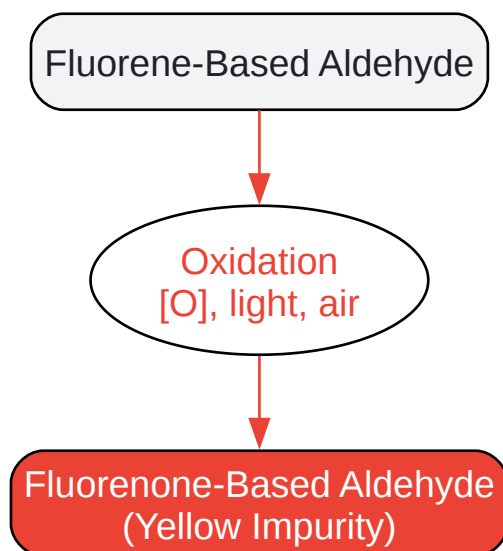 Fluorene-Based Aldehyde
Oxidation
[O], light, air
Fluorenone-Based Aldehyde
(Yellow Impurity)